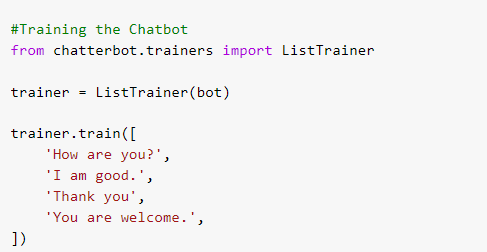 #Training the Chatbot
from chatterbot.trainers import ListTrainer
trainer = ListTrainer(bot)
trainer.train([
    'How are you?',
    'I am good.',
    'Thank you',
    'You are welcome.',
])